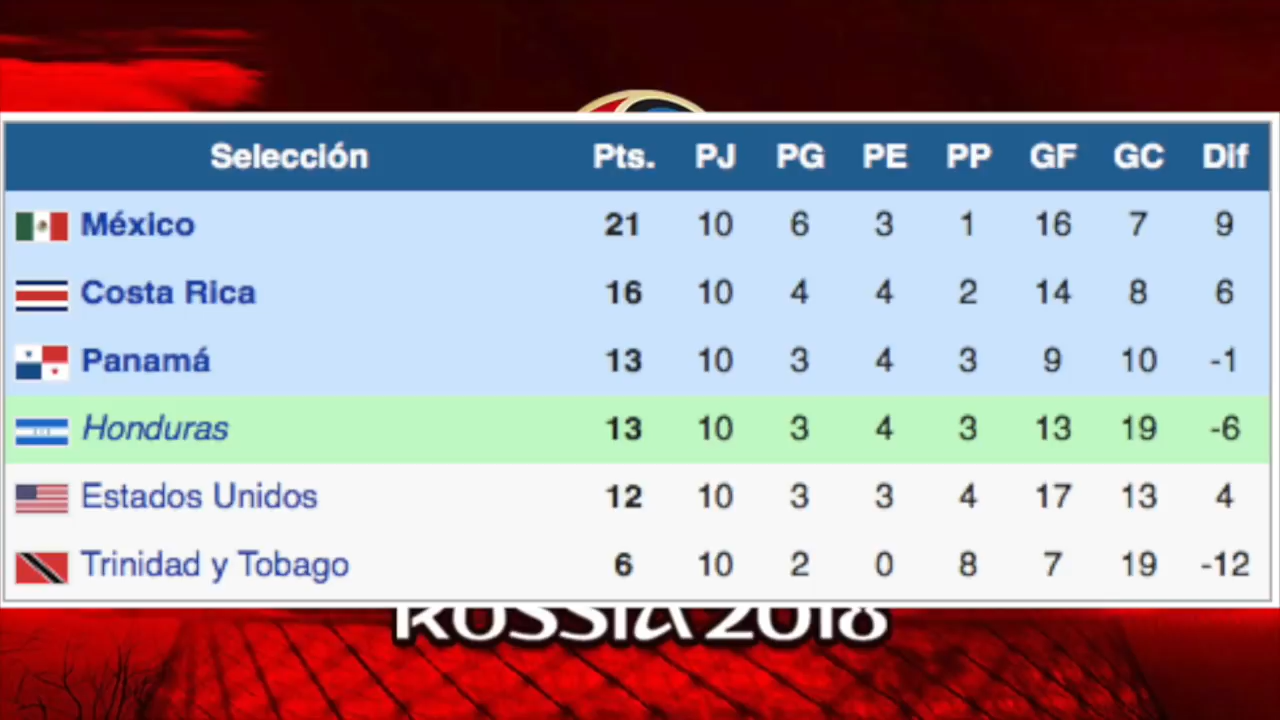 Selección Pts. PJ PG PE PP GF GC Dif
México 21 10 6 3 1 16 7 9
Costa Rica 16 10 4 4 2 14 8 6
Panamá 13 10 3 4 3 9 10 -1
Honduras 13 10 3 4 3 13 19 -6
Estados Unidos 12 10 3 3 4 17 13 4
Trinidad y Tobago 6 10 2 0 8 7 19 -12
RUSSIA 2018